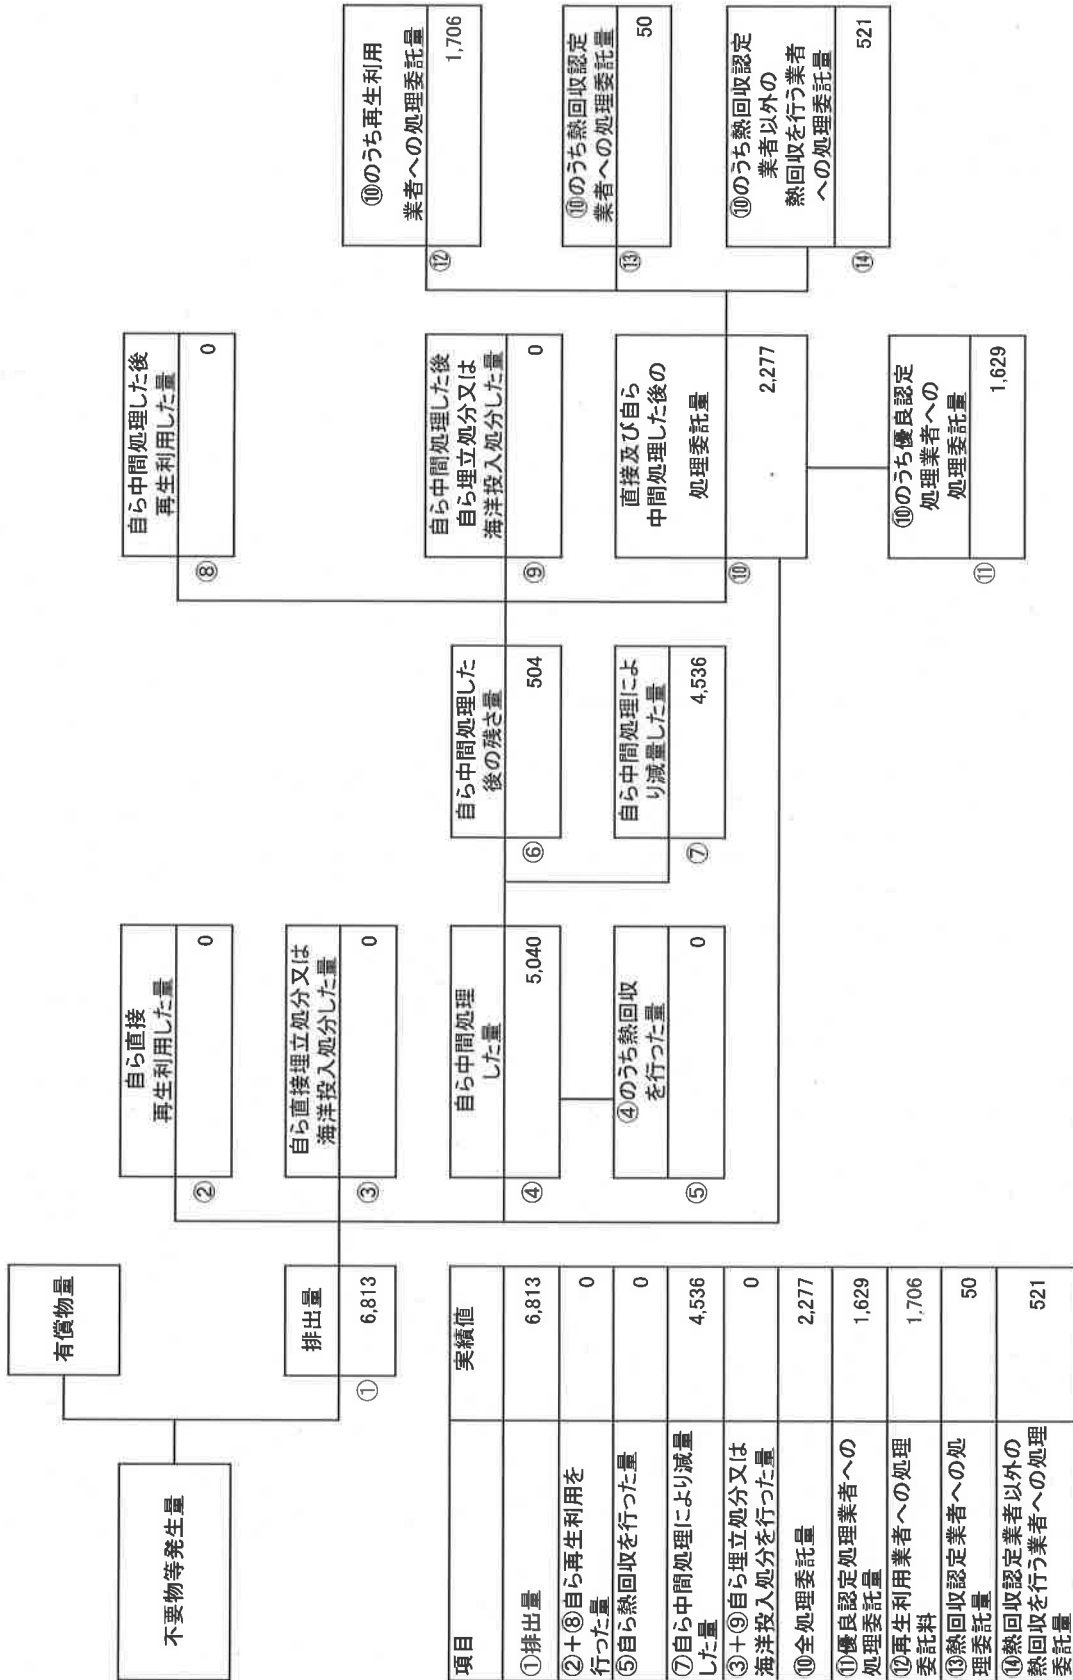 不要物等発生量
有償物量
排出量
①
6,813
自ら直接
再生利用した量
②
0
自ら直接埋立処分又は
海洋投入処分した量
③
0
自ら中間処理
した量
④
5,040
④のうち熱回収
を行った量
⑤
0
自ら中間処理した
後の残さ量
⑥
504
自ら中間処理によ
り減量した量
⑦
4,536
自ら中間処理した後
再生利用した量
⑧
0
自ら中間処理した後
自ら埋立処分又は
海洋投入処分した量
⑨
0
直接及び自ら
中間処理した後の
処理委託量
⑩
2,277
⑩のうち優良認定
処理業者への
処理委託量
⑪
1,629
⑩のうち再生利用
業者への処理委託量
⑫
1,706
⑩のうち熱回収認定
業者への処理委託量
⑬
50
⑩のうち熱回収認定
業者以外の
熱回収を行う業者
への処理委託量
⑭
521
項目 実績値
①排出量 6,813
②+⑧自ら再生利用を
行った量 0
⑤自ら熱回収を行った量 0
⑦自ら中間処理により減量
した量 4,536
③+⑨自ら埋立処分又は
海洋投入処分を行った量 0
⑩全処理委託量 2,277
⑪優良認定処理業者への
処理委託量 1,629
⑫再生利用業者への処理
委託料 1,706
⑬熱回収認定業者への処
理委託量 50
⑭熱回収認定業者以外の
熱回収を行う業者への処理
委託量 521